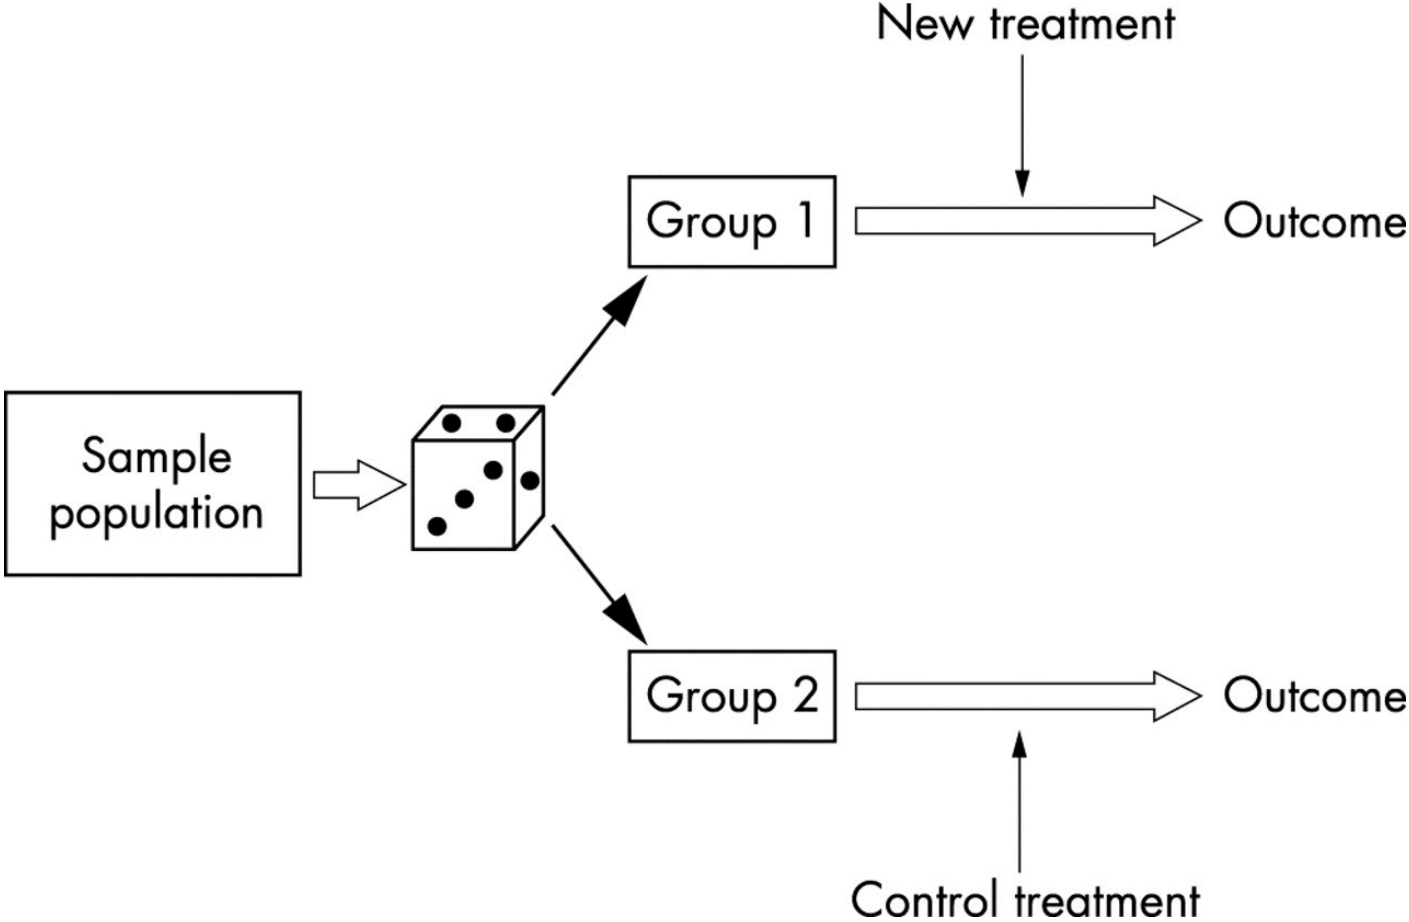 New treatment
Group 1
Outcome
Sample
population
Group 2
Outcome
Control treatment